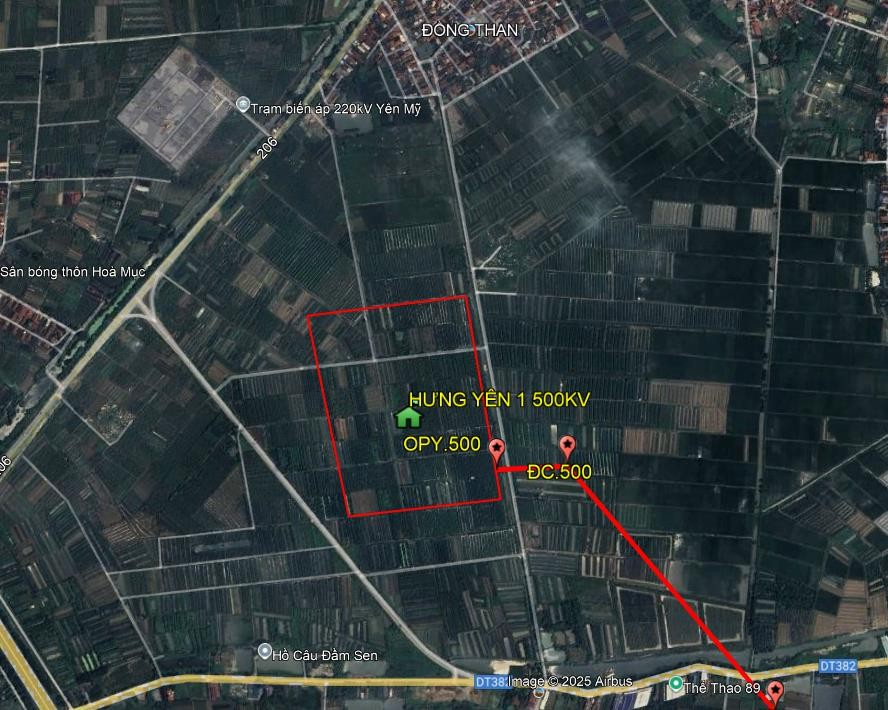 ĐỒNG THAN
Trạm biến áp 220kV Yên Mỹ
206
Sân bóng thôn Hoà Mục
HƯNG YÊN 1 500KV
OPY.500
ĐC.500
206
Hồ Câu Đầm Sen
DT382
DT38
Image © 2025 Airbus
Thể Thao 89